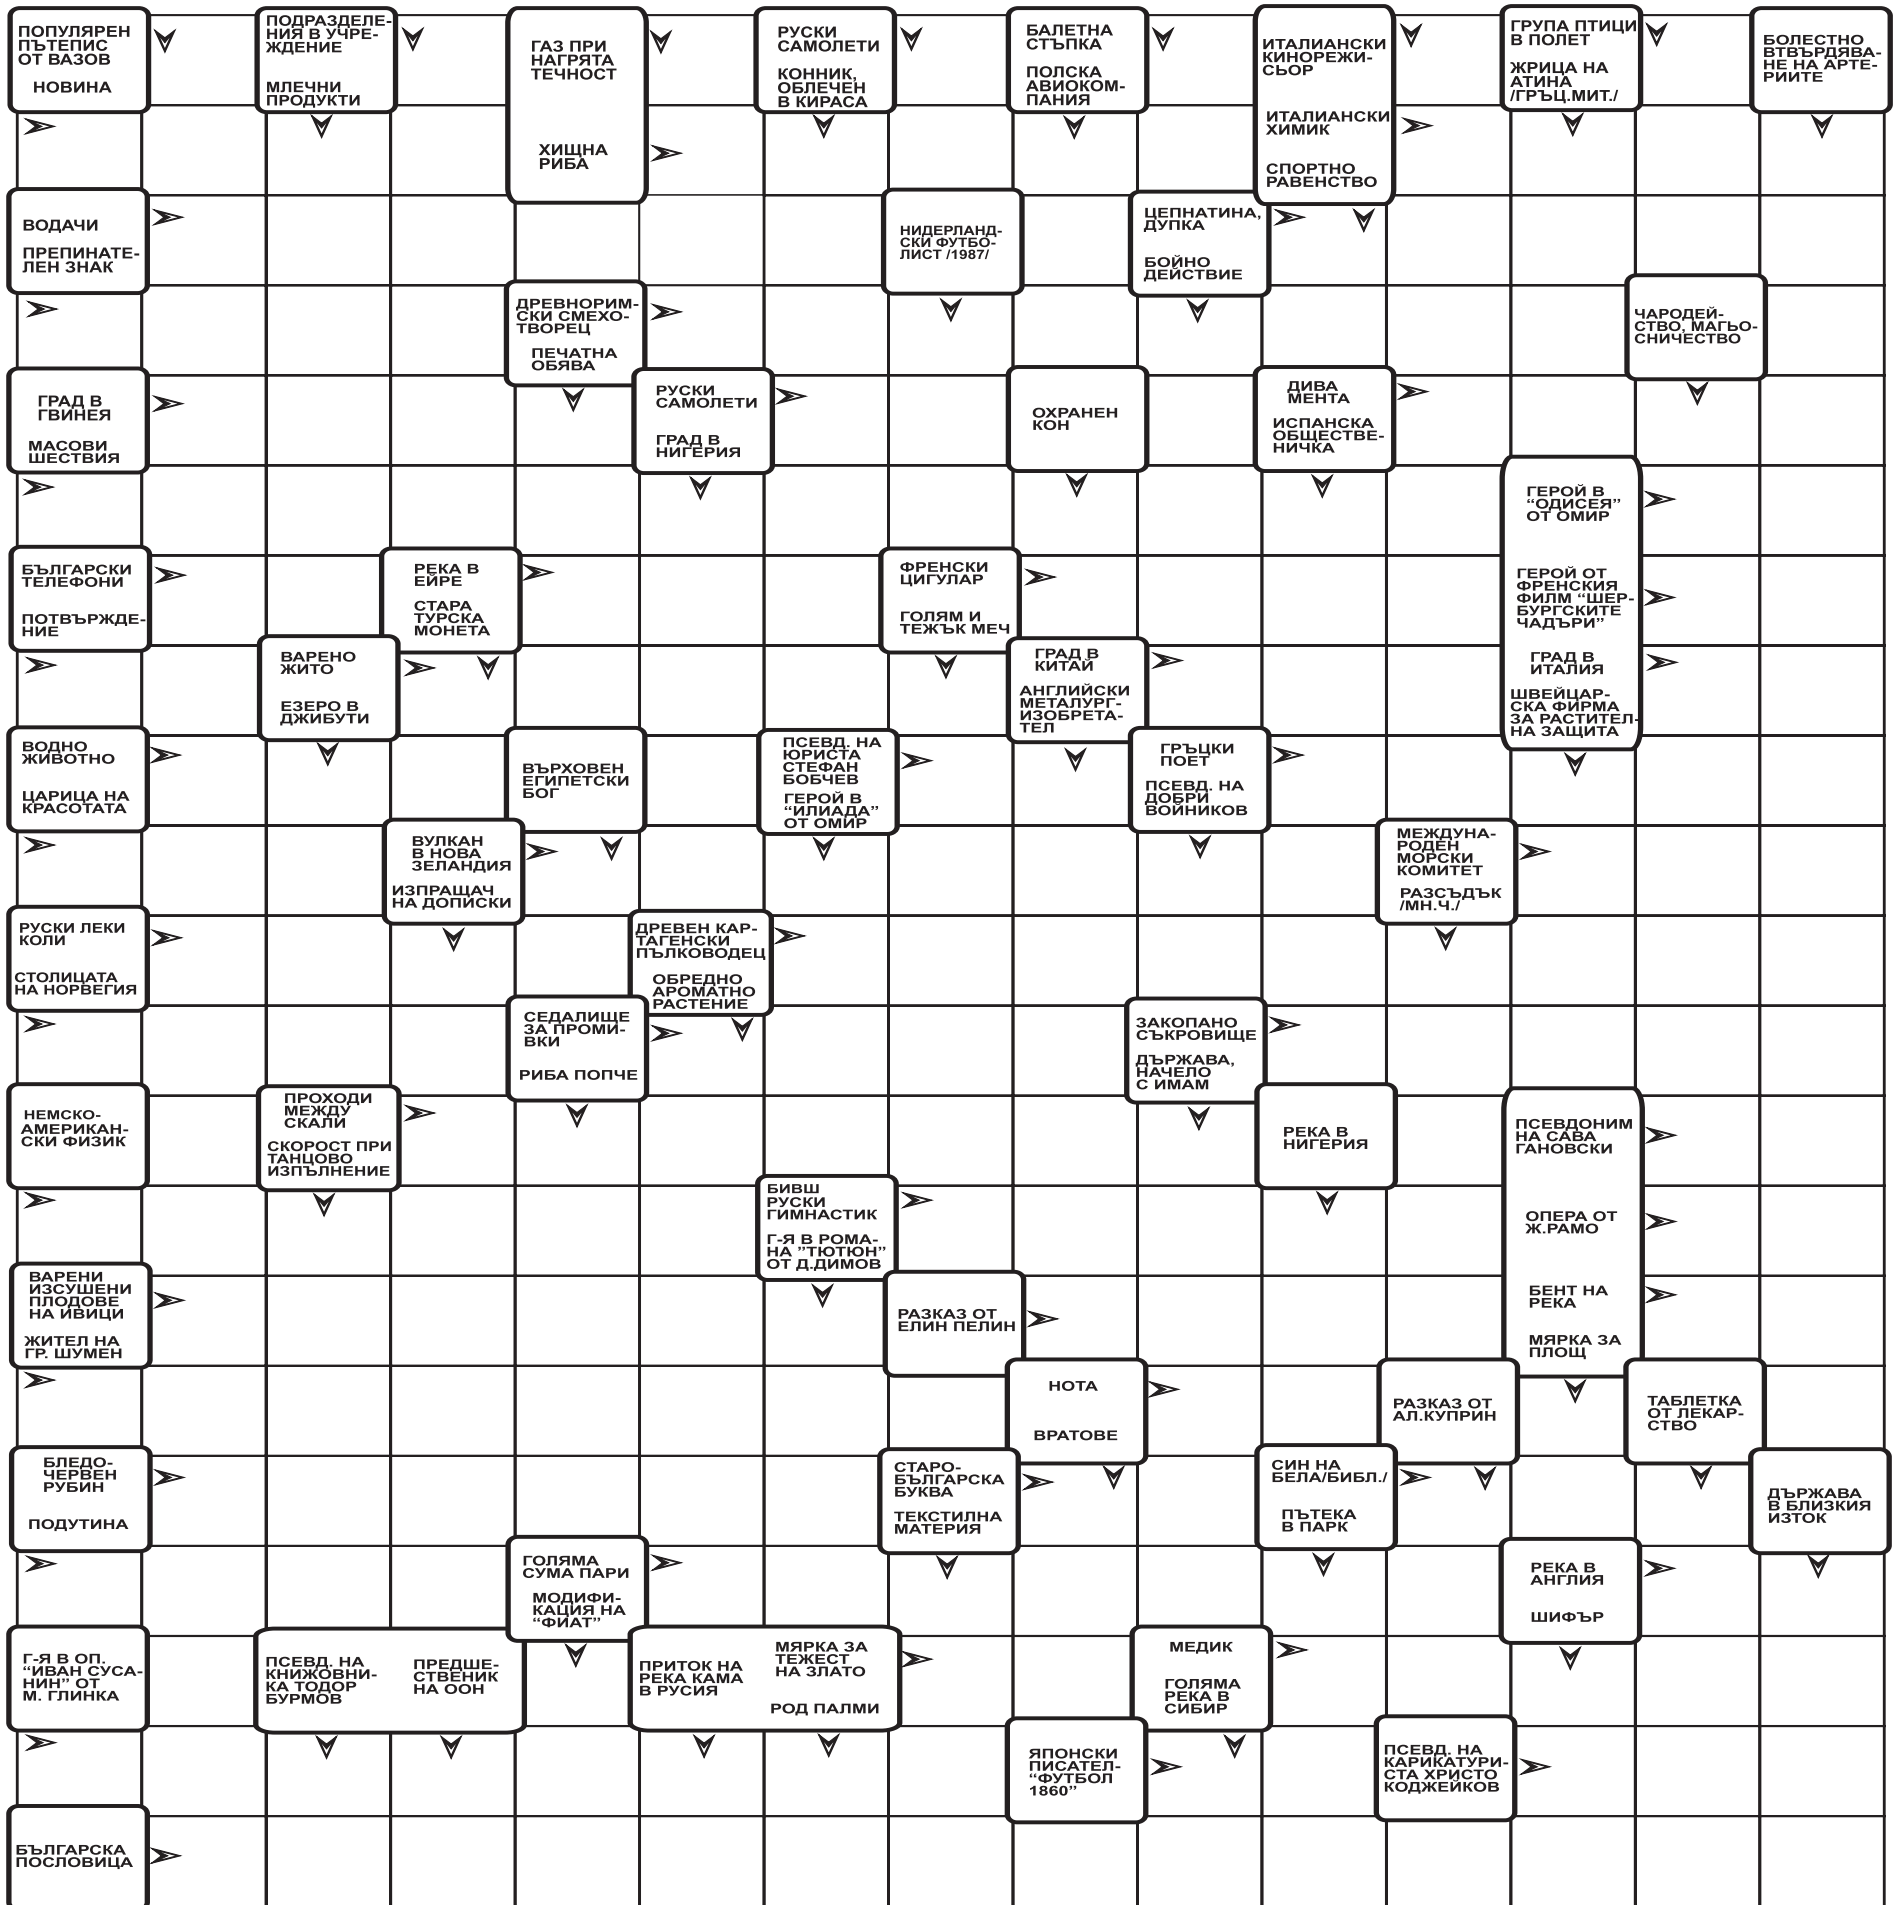 ПОПУЛЯРЕН
ПЪТЕПИС
ОТ ВАЗОВ
НОВИНА
ПОДРАЗДЕЛЕ-
НИЯ В УЧРЕ-
ЖДЕНИЕ
МЛЕЧНИ
ПРОДУКТИ
ГАЗ ПРИ
НАГРЯТА
ТЕЧНОСТ
ХИЩНА
РИБА
РУСКИ
САМОЛЕТИ
КОННИК,
ОБЛЕЧЕН
В КИРАСА
БАЛЕТНА
СТЪПКА
ПОЛСКА
АВИОКОМ-
ПАНИЯ
ИТАЛИАНСКИ
КИНОРЕЖИ-
СЬОР
ИТАЛИАНСКИ
ХИМИК
СПОРТНО
РАВЕНСТВО
ГРУПА ПТИЦИ
В ПОЛЕТ
ЖРИЦА НА
АТИНА
/ГРЪЦ.МИТ./
БОЛЕСТНО
ВТВЪРДЯВА-
НЕ НА АРТЕ-
РИИТЕ
ВОДАЧИ
ПРЕПИНАТЕ-
ЛЕН ЗНАК
НИДЕРЛАНД-
СКИ ФУТБО-
ЛИСТ /1987/
ЦЕПНАТИНА,
ДУПКА
БОЙНО
ДЕЙСТВИЕ
ДРЕВНОРИМ-
СКИ СМЕХО-
ТВОРЕЦ
ПЕЧАТНА
ОБЯВА
ЧАРОДЕЙ-
СТВО, МАГЬО-
СНИЧЕСТВО
ГРАД В
ГВИНЕЯ
МАСОВИ
ШЕСТВИЯ
РУСКИ
САМОЛЕТИ
ГРАД В
НИГЕРИЯ
ОХРАНЕН
КОН
ДИВА
МЕНТА
ИСПАНСКА
ОБЩЕСТВЕ-
НИЧКА
ГЕРОЙ В
“ОДИСЕЯ”
ОТ ОМИР
ГЕРОЙ ОТ
ФРЕНСКИЯ
ФИЛМ “ШЕР-
БУРГСКИТЕ
ЧАДЪРИ”
ГРАД В
ИТАЛИЯ
ШВЕЙЦАР-
СКА ФИРМА
ЗА РАСТИТЕЛ-
НА ЗАЩИТА
БЪЛГАРСКИ
ТЕЛЕФОНИ
ПОТВЪРЖДЕ-
НИЕ
РЕКА В
ЕЙРЕ
СТАРА
ТУРСКА
МОНЕТА
ФРЕНСКИ
ЦИГУЛАР
ГОЛЯМ И
ТЕЖЪК МЕЧ
ВАРЕНО
ЖИТО
ЕЗЕРО В
ДЖИБУТИ
ГРАД В
КИТАЙ
АНГЛИЙСКИ
МЕТАЛУРГ-
ИЗОБРЕТА-
ТЕЛ
ВОДНО
ЖИВОТНО
ЦАРИЦА НА
КРАСОТАТА
ВЪРХОВЕН
ЕГИПЕТСКИ
БОГ
ПСЕВД. НА
ЮРИСТА
СТЕФАН
БОБЧЕВ
ГЕРОЙ В
“ИЛИАДА”
ОТ ОМИР
ГРЪЦКИ
ПОЕТ
ПСЕВД. НА
ДОБРИ
ВОЙНИКОВ
ВУЛКАН
В НОВА
ЗЕЛАНДИЯ
ИЗПРАЩАЧ
НА ДОПИСКИ
МЕЖДУНА-
РОДЕН
МОРСКИ
КОМИТЕТ
РАЗСЪДЪК
/МН.Ч./
РУСКИ ЛЕКИ
КОЛИ
СТОЛИЦАТА
НА НОРВЕГИЯ
ДРЕВЕН КАР-
ТАГЕНСКИ
ПЪЛКОВОДЕЦ
ОБРЕДНО
АРОМАТНО
РАСТЕНИЕ
СЕДАЛИЩЕ
ЗА ПРОМИ-
ВКИ
РИБА ПОПЧЕ
ЗАКОПАНО
СЪКРОВИЩЕ
ДЪРЖАВА,
НАЧЕЛО
С ИМАМ
НЕМСКО-
АМЕРИКАН-
СКИ ФИЗИК
ПРОХОДИ
МЕЖДУ
СКАЛИ
СКОРОСТ ПРИ
ТАНЦОВО
ИЗПЪЛНЕНИЕ
РЕКА В
НИГЕРИЯ
ПСЕВДОНИМ
НА САВА
ГАНОВСКИ
ОПЕРА ОТ
Ж.РАМО
БЕНТ НА
РЕКА
МЯРКА ЗА
ПЛОЩ
БИВШ
РУСКИ
ГИМНАСТИК
Г-Я В РОМА-
НА ”ТЮТЮН”
ОТ Д.ДИМОВ
ВАРЕНИ
ИЗСУШЕНИ
ПЛОДОВЕ
НА ИВИЦИ
ЖИТЕЛ НА
ГР. ШУМЕН
РАЗКАЗ ОТ
ЕЛИН ПЕЛИН
НОТА
ВРАТОВЕ
РАЗКАЗ ОТ
АЛ.КУПРИН
ТАБЛЕТКА
ОТ ЛЕКАР-
СТВО
БЛЕДО-
ЧЕРВЕН
РУБИН
ПОДУТИНА
СТАРО-
БЪЛГАРСКА
БУКВА
ТЕКСТИЛНА
МАТЕРИЯ
СИН НА
БЕЛА/БИБЛ./
ПЪТЕКА
В ПАРК
ДЪРЖАВА
В БЛИЗКИЯ
ИЗТОК
ГОЛЯМА
СУМА ПАРИ
МОДИФИ-
КАЦИЯ НА
“ФИАТ”
РЕКА В
АНГЛИЯ
ШИФЪР
Г-Я В ОП.
“ИВАН СУСА-
НИН” ОТ
М. ГЛИНКА
ПСЕВД. НА
КНИЖОВНИ-
КА ТОДОР
БУРМОВ
ПРЕДШЕ-
СТВЕНИК
НА ООН
ПРИТОК НА
РЕКА КАМА
В РУСИЯ
МЯРКА ЗА
ТЕЖЕСТ
НА ЗЛАТО
РОД ПАЛМИ
МЕДИК
ГОЛЯМА
РЕКА В
СИБИР
ЯПОНСКИ
ПИСАТЕЛ-
“ФУТБОЛ
1860”
ПСЕВД. НА
КАРИКАТУРИ-
СТА ХРИСТО
КОДЖЕЙКОВ
БЪЛГАРСКА
ПОСЛОВИЦА